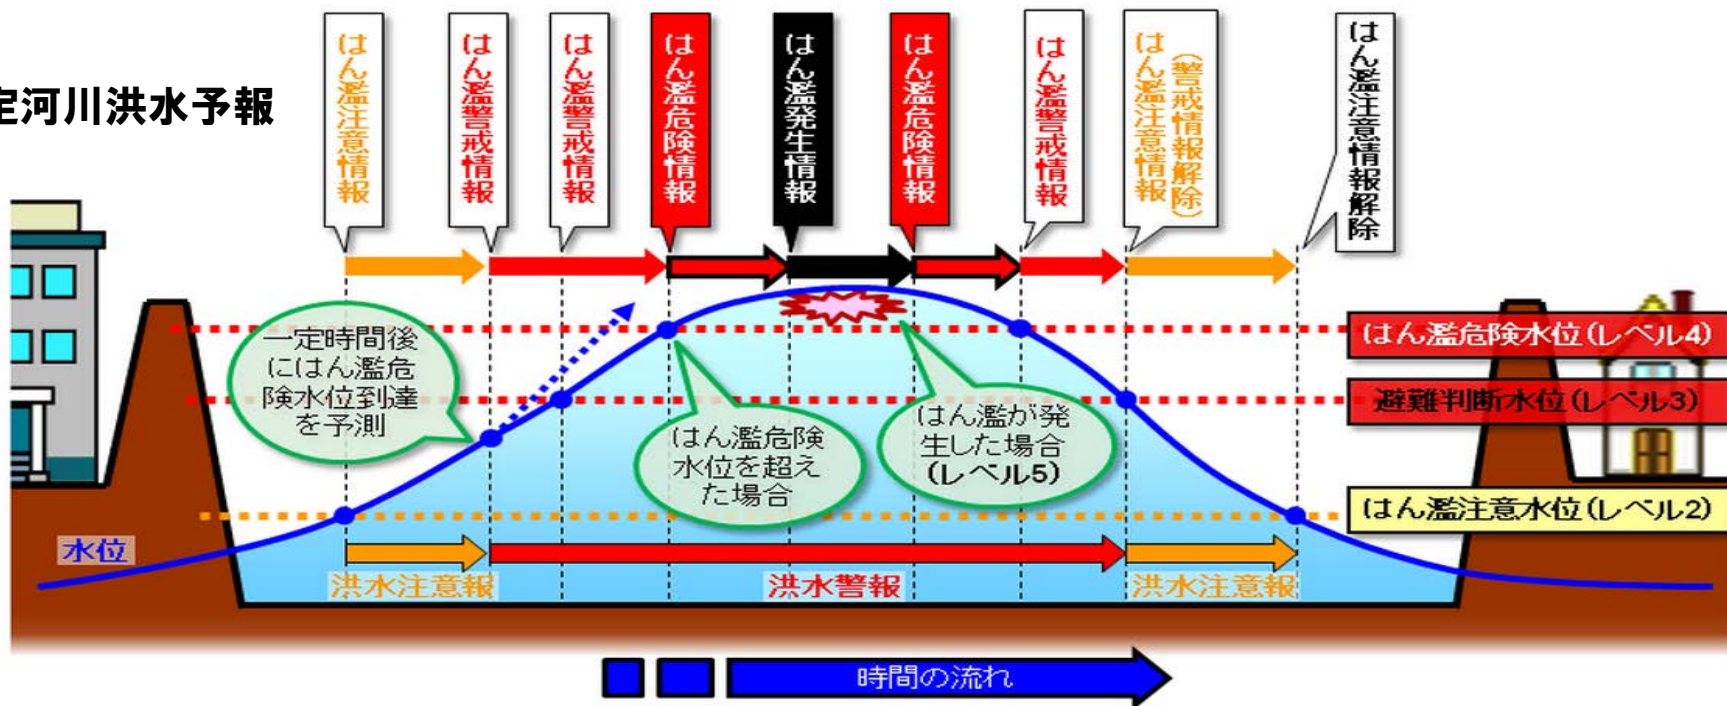 定河川洪水予報
はん濫注意情報
はん濫警戒情報
はん濫警戒情報
はん濫危険情報
はん濫発生情報
はん濫危険情報
はん濫警戒情報
はん濫注意情報
(警戒情報解除)
はん濫注意情報解除
一定時間後
にはん濫危
険水位到達
を予測
はん濫危険
水位を超え
た場合
はん濫が発
生した場合
(レベル5)
はん濫危険水位(レベル4)
避難判断水位(レベル3)
はん濫注意水位(レベル2)
水位
洪水注意報
洪水警報
洪水注意報
時間の流れ